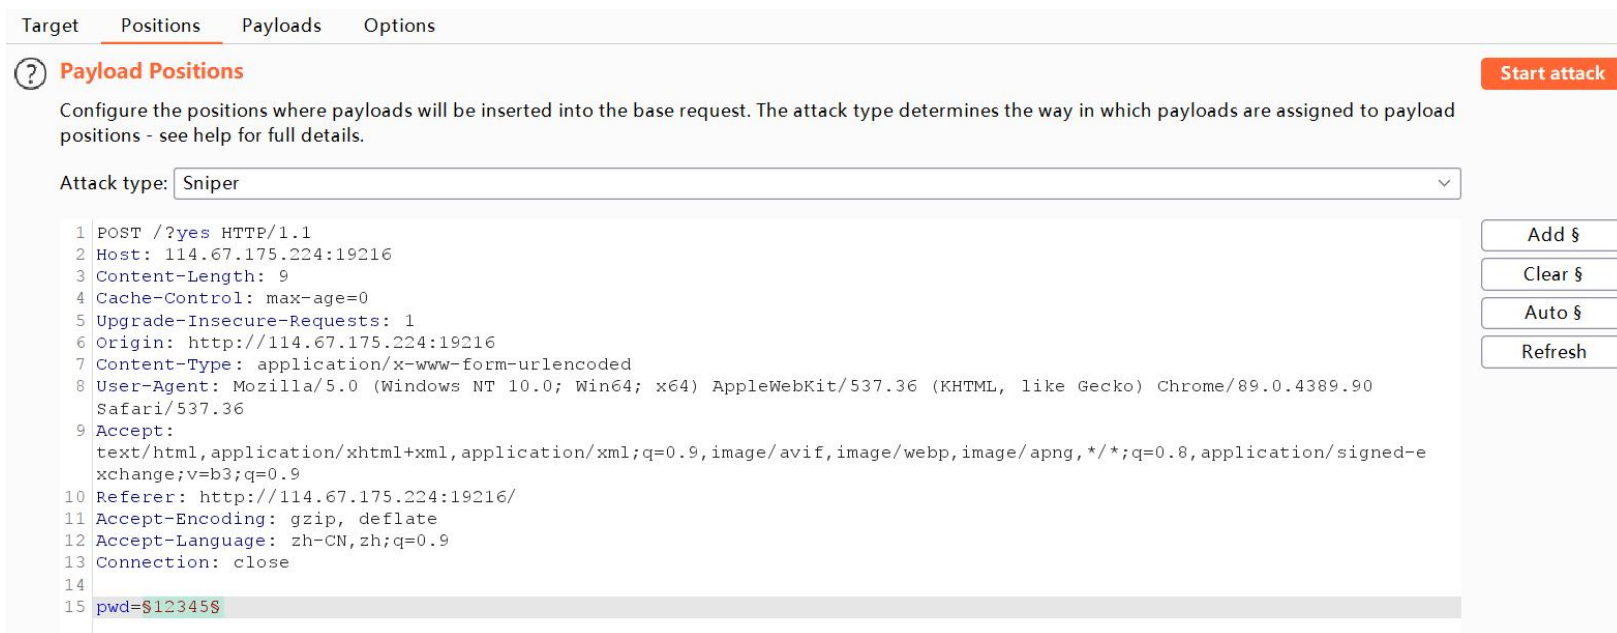 Target Positions Payloads Options
? Payload Positions
Start attack
Configure the positions where payloads will be inserted into the base request. The attack type determines the way in which payloads are assigned to payload
positions - see help for full details.
Attack type: Sniper
1 POST /?yes HTTP/1.1
2 Host: 114.67.175.224:19216
3 Content-Length: 9
4 Cache-Control: max-age=0
5 Upgrade-Insecure-Requests: 1
6 Origin: http://114.67.175.224:19216
7 Content-Type: application/x-www-form-urlencoded
8 User-Agent: Mozilla/5.0 (Windows NT 10.0; Win64; x64) AppleWebKit/537.36 (KHTML, like Gecko) Chrome/89.0.4389.90
Safari/537.36
9 Accept:
text/html,application/xhtml+xml,application/xml;q=0.9,image/avif,image/webp,image/apng,*/*;q=0.8,application/signed-e
xchange;v=b3;q=0.9
10 Referer: http://114.67.175.224:19216/
11 Accept-Encoding: gzip, deflate
12 Accept-Language: zh-CN,zh;q=0.9
13 Connection: close
14
15 pwd=§12345§
Add §
Clear §
Auto §
Refresh